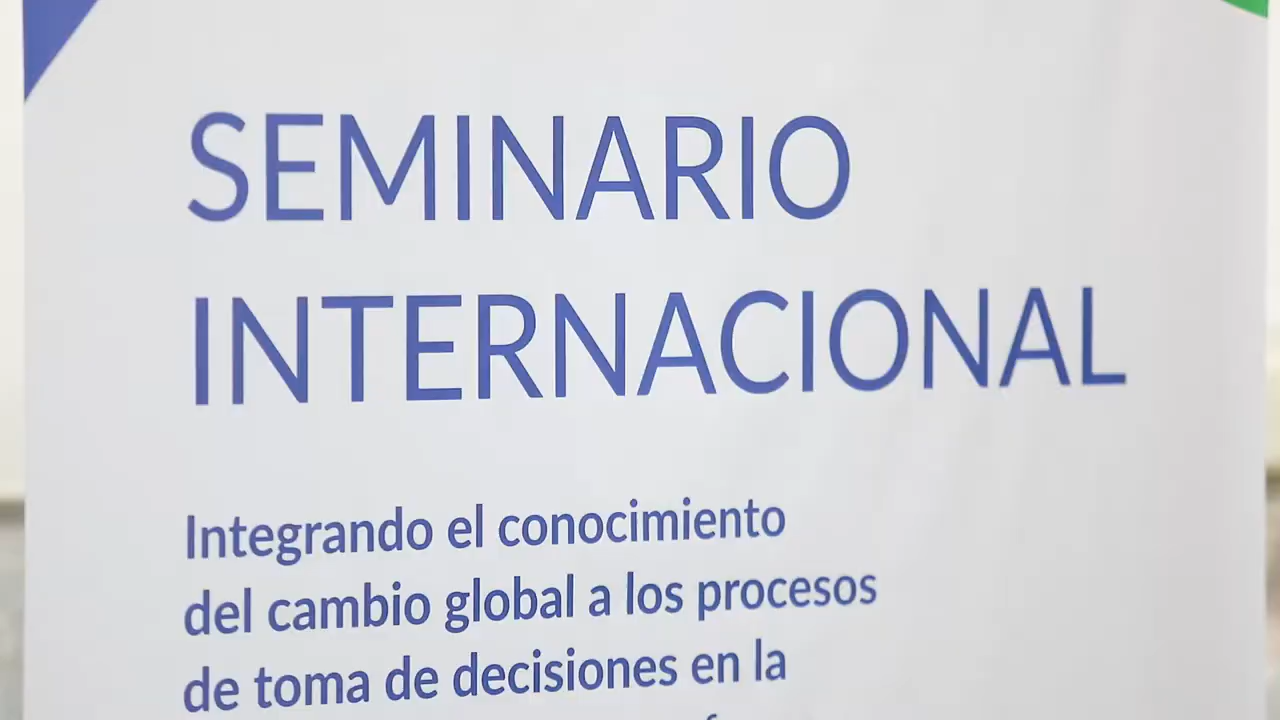 SEMINARIO
INTERNACIONAL
Integrando el conocimiento
del cambio global a los procesos
de toma de decisiones en la